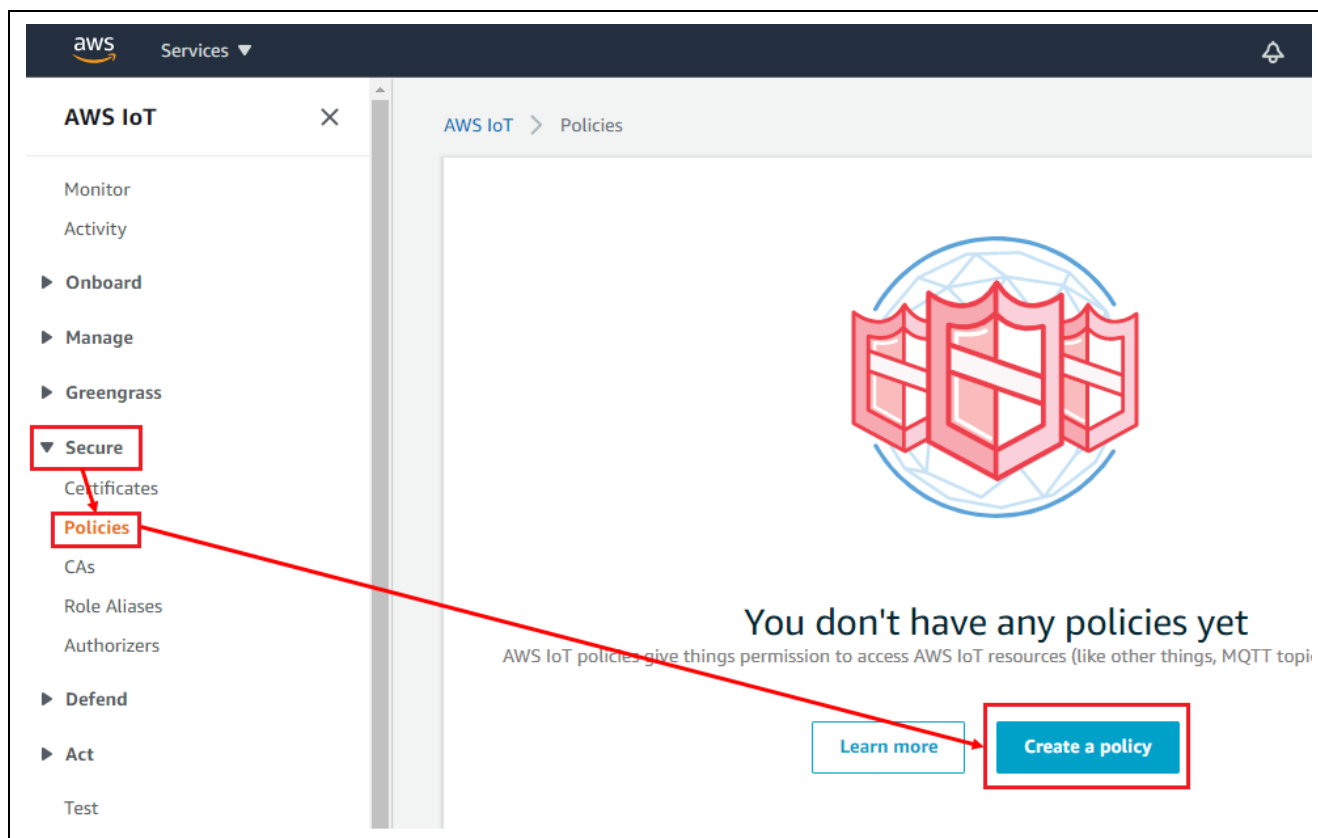 aws Services
AWS IoT
AWS IoT > Policies
Monitor
Activity
Onboard
Manage
Greengrass
Secure
Certificates
Policies
CAs
Role Aliases
Authorizers
Defend
Act
Test
You don't have any policies yet
AWS IoT policies give things permission to access AWS IoT resources (like other things, MQTT topi
Learn more
Create a policy